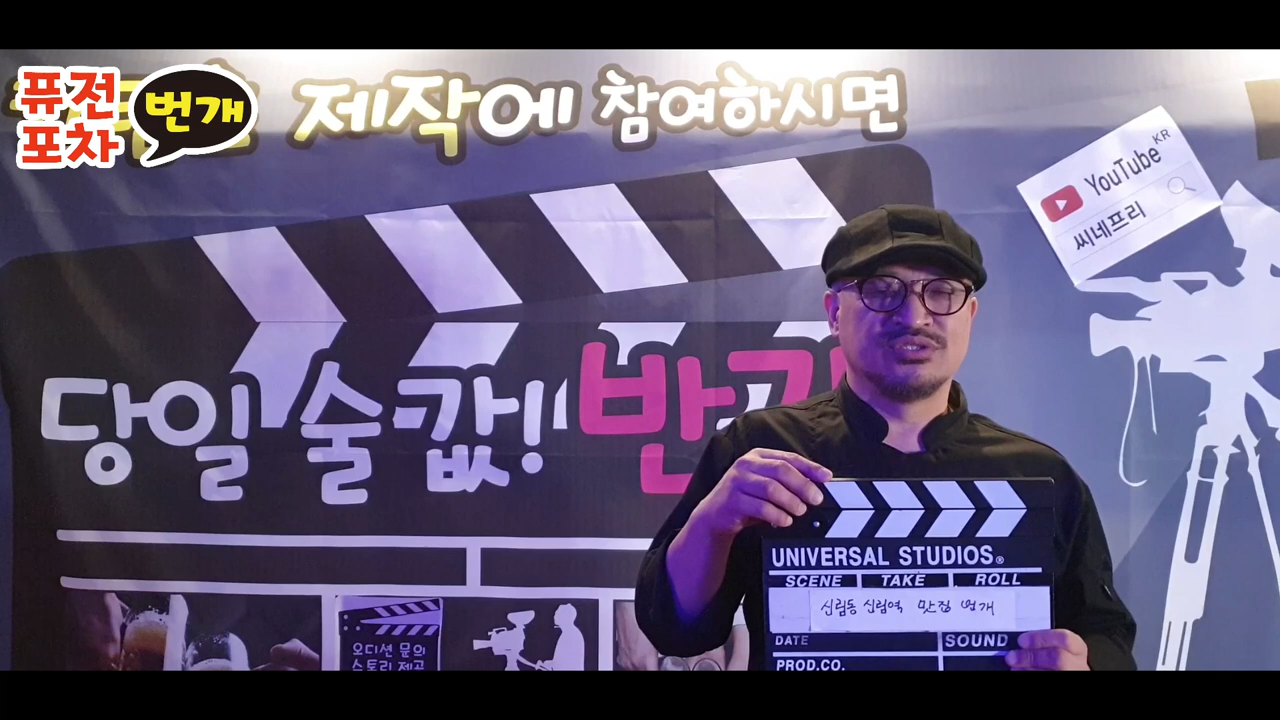 퓨전
포차
번개
제작에 참여하시면
YouTube KR
씨네프리
당일 술값! 반
UNIVERSAL STUDIOS®
SCENE TAKE ROLL
신림동 신림역 맛집 번개
DATE SOUND
PROD.CO.
오디션 문의
스토리 제공